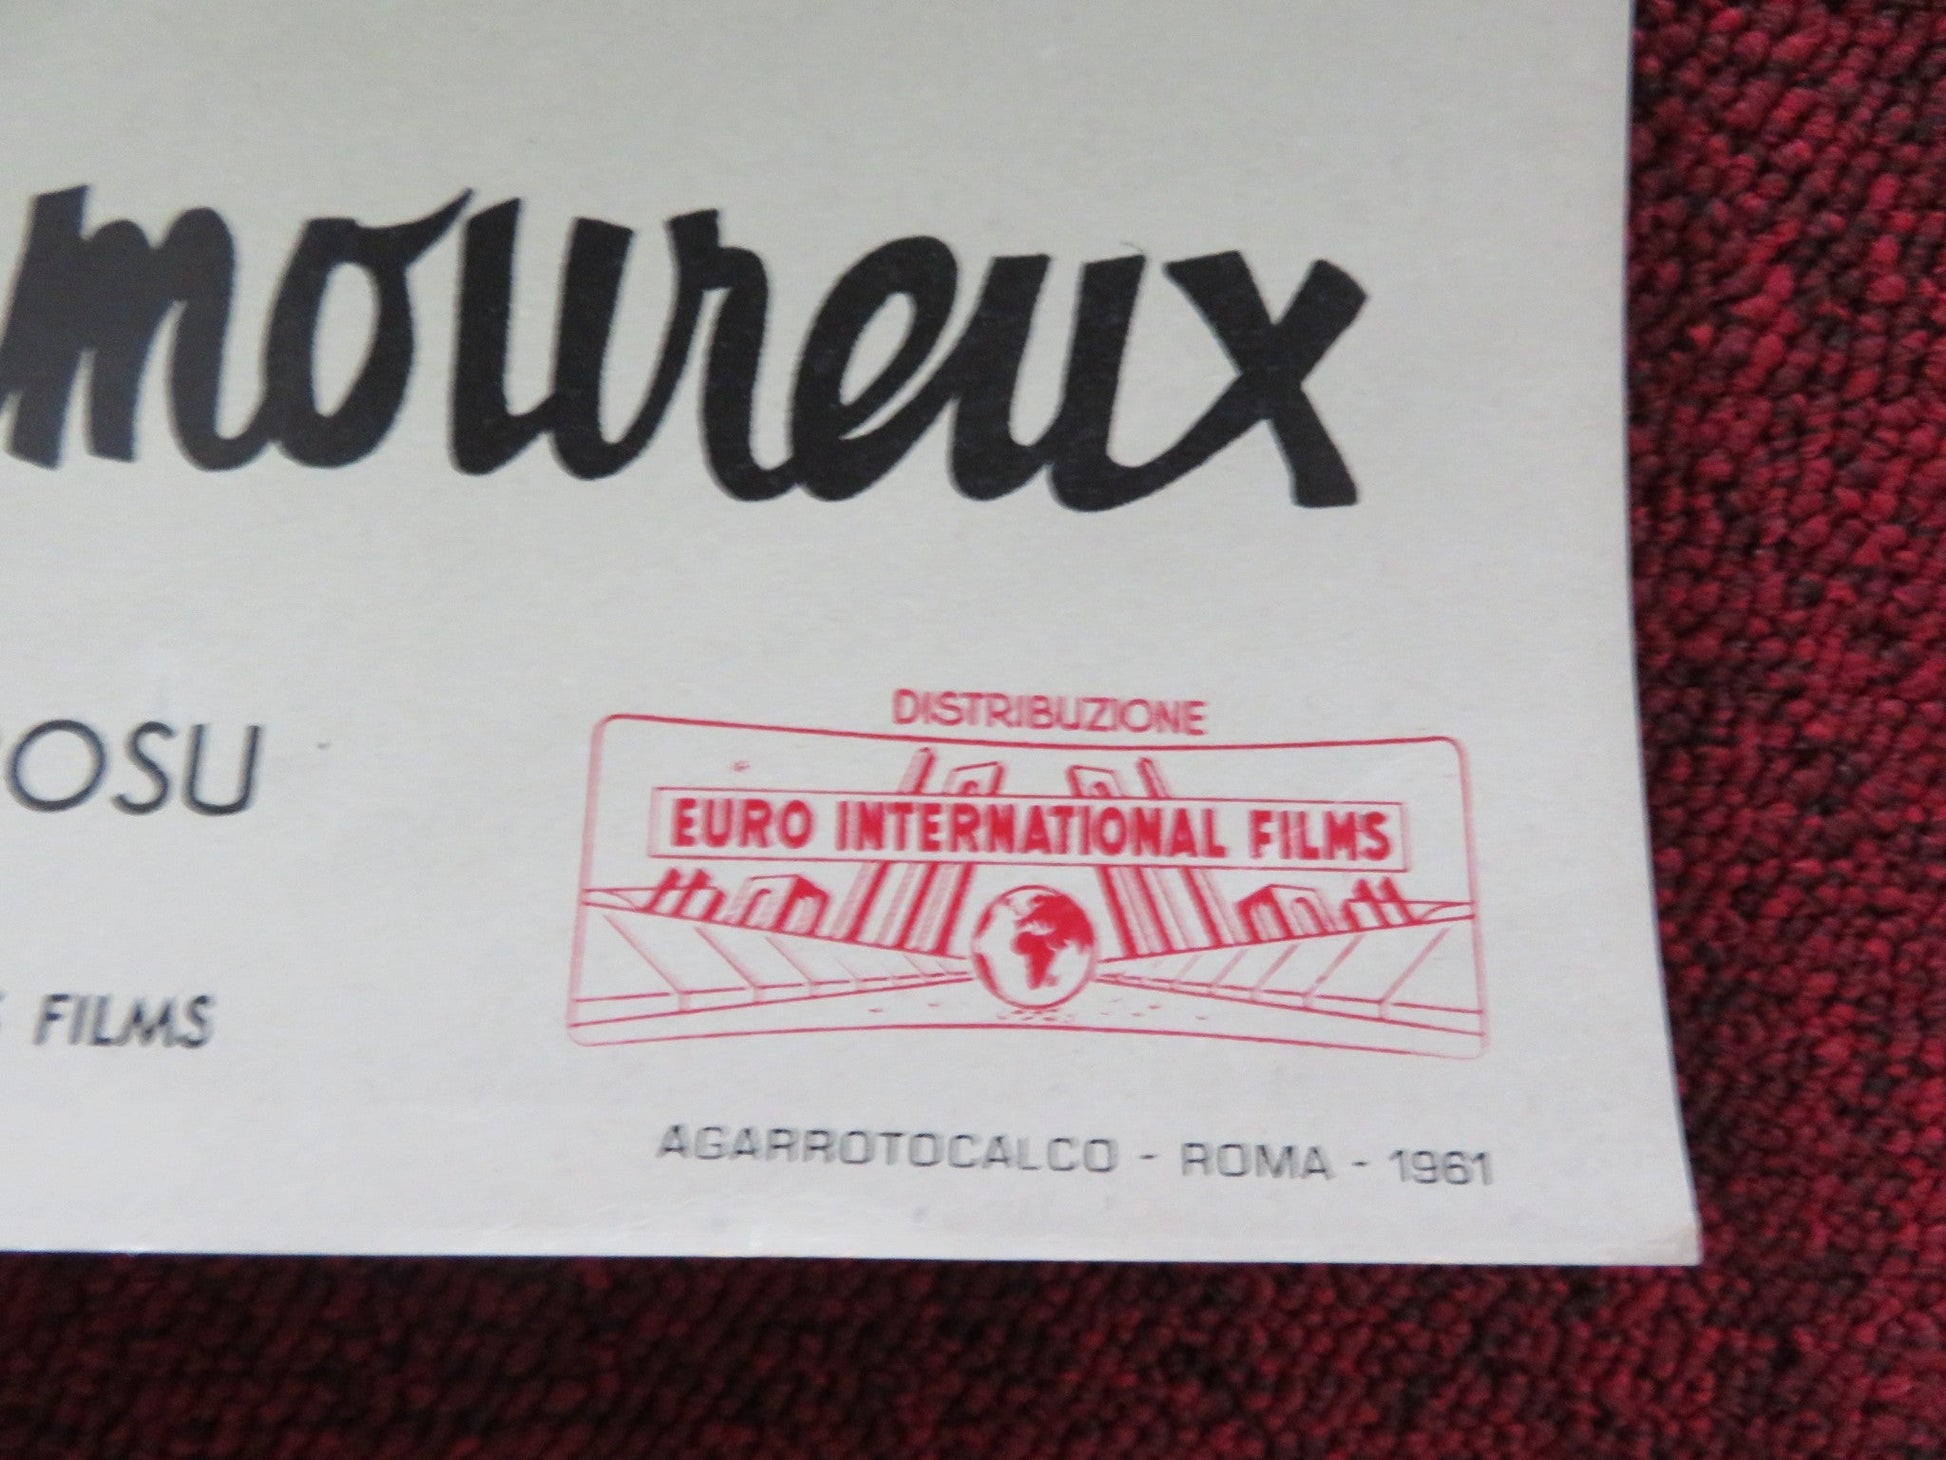 moureux
OSU
DISTRIBUZIONE
EURO INTERNATIONAL FILMS
FILMS
AGARROTOCALCO - ROMA - 1961